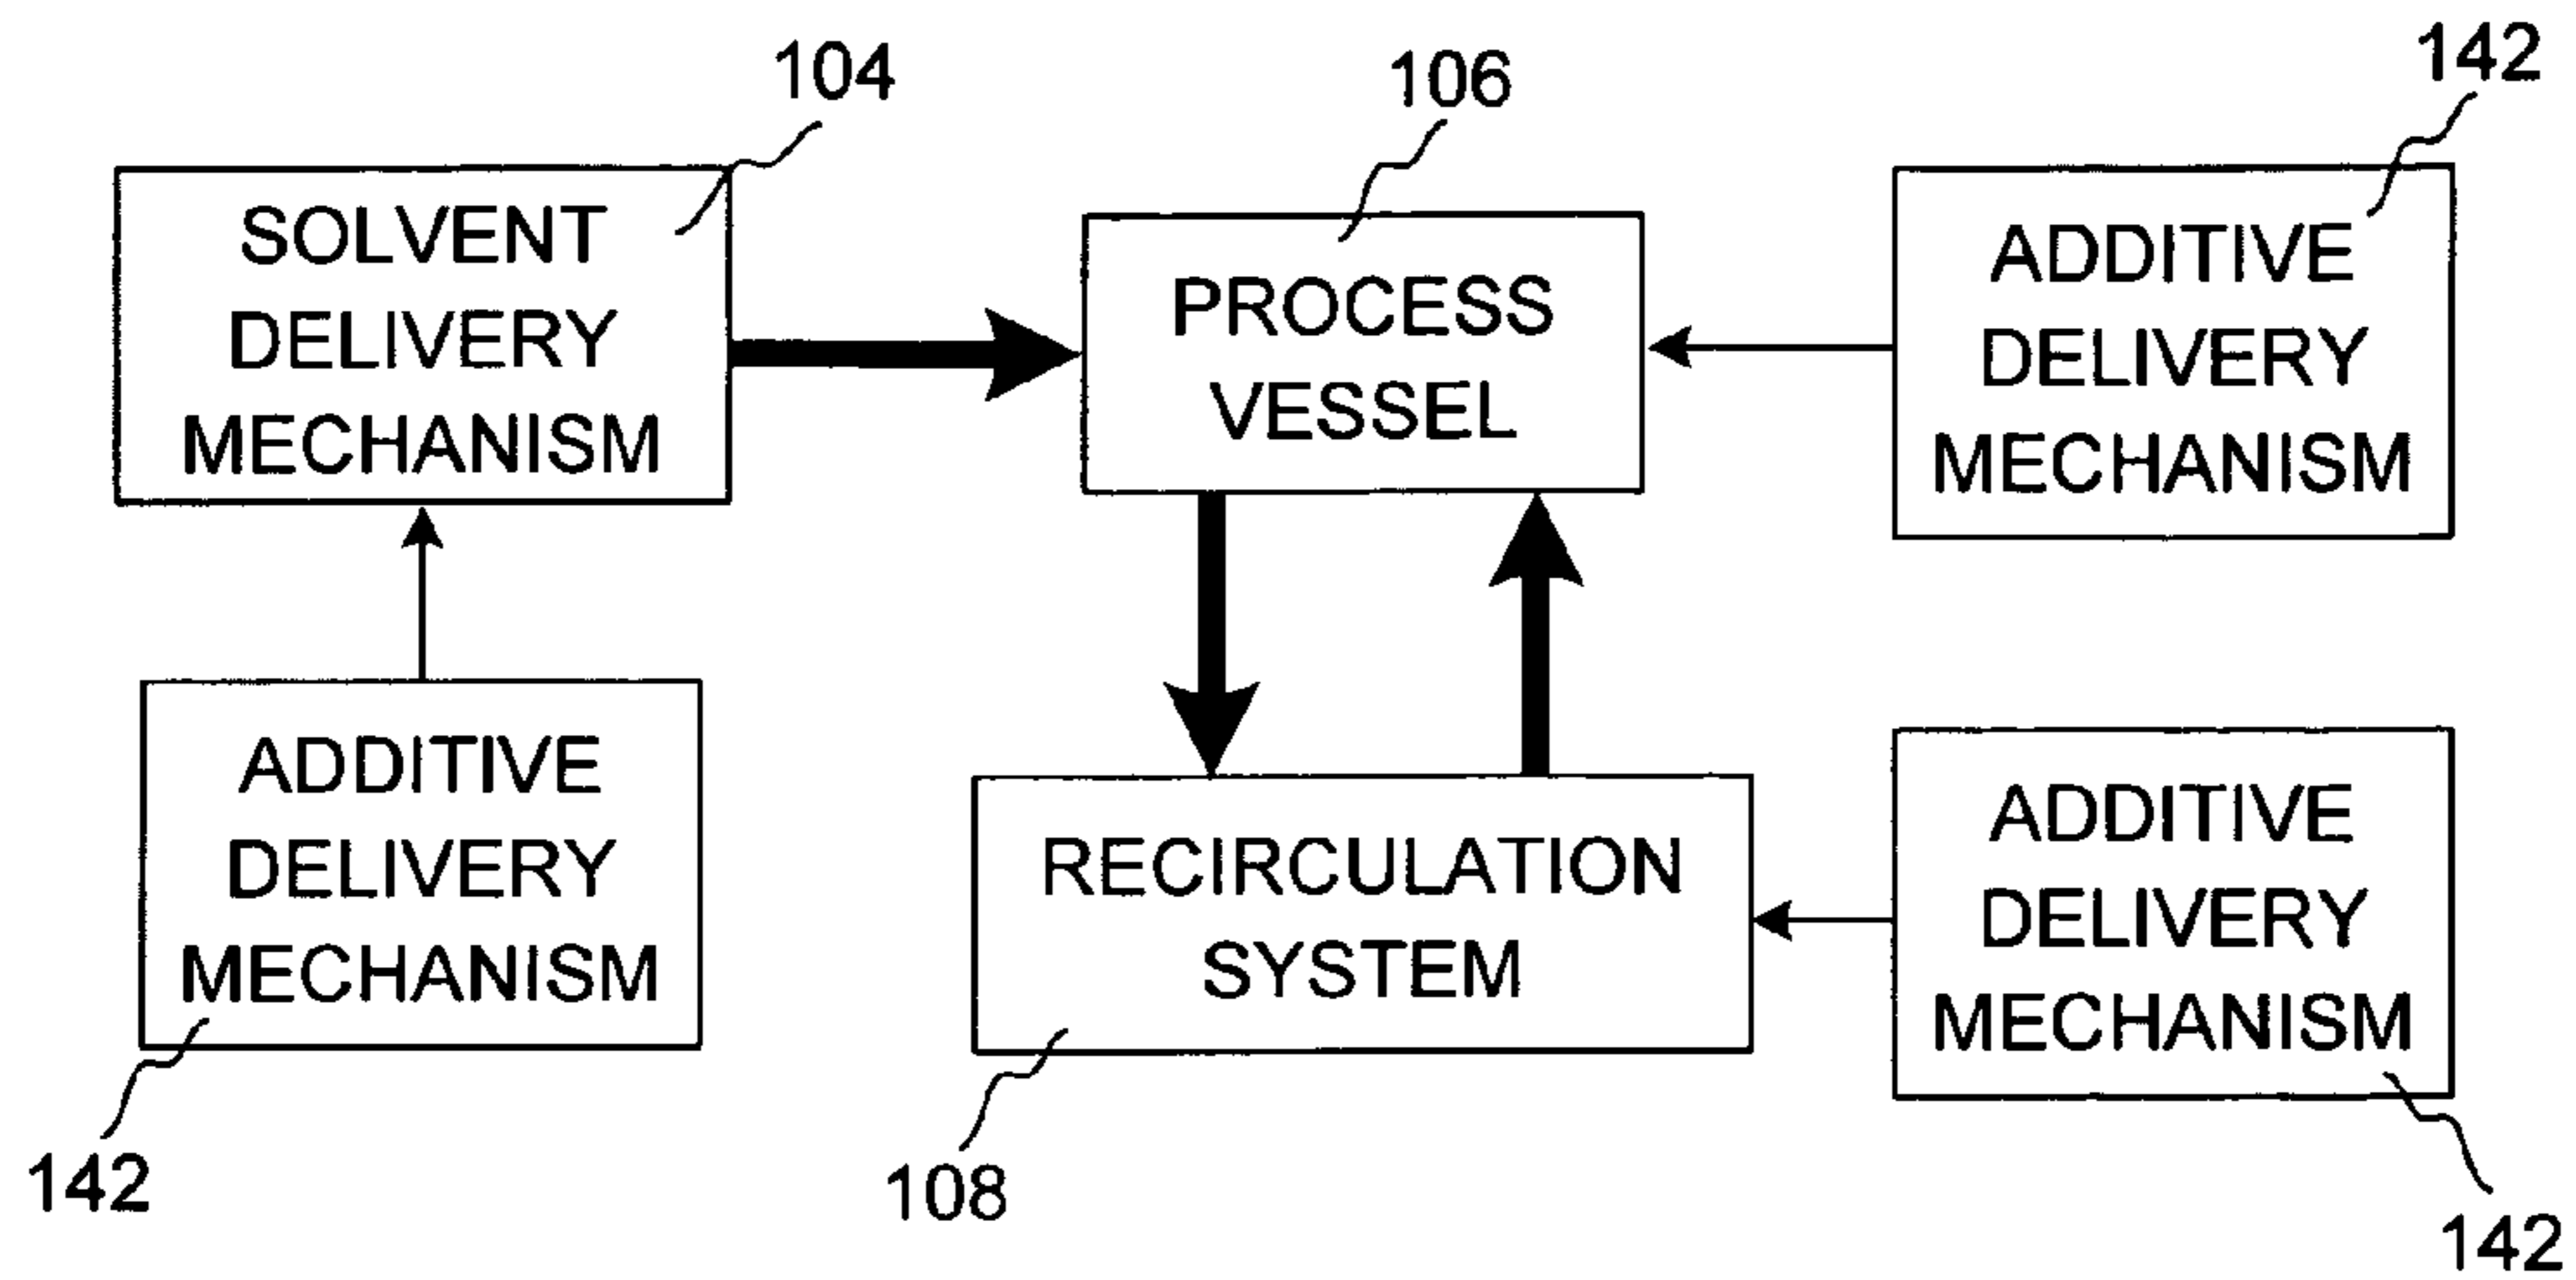 104
SOLVENT
DELIVERY
MECHANISM
106
PROCESS
VESSEL
142
ADDITIVE
DELIVERY
MECHANISM
ADDITIVE
DELIVERY
MECHANISM
142
RECIRCULATION
SYSTEM
108
ADDITIVE
DELIVERY
MECHANISM
142